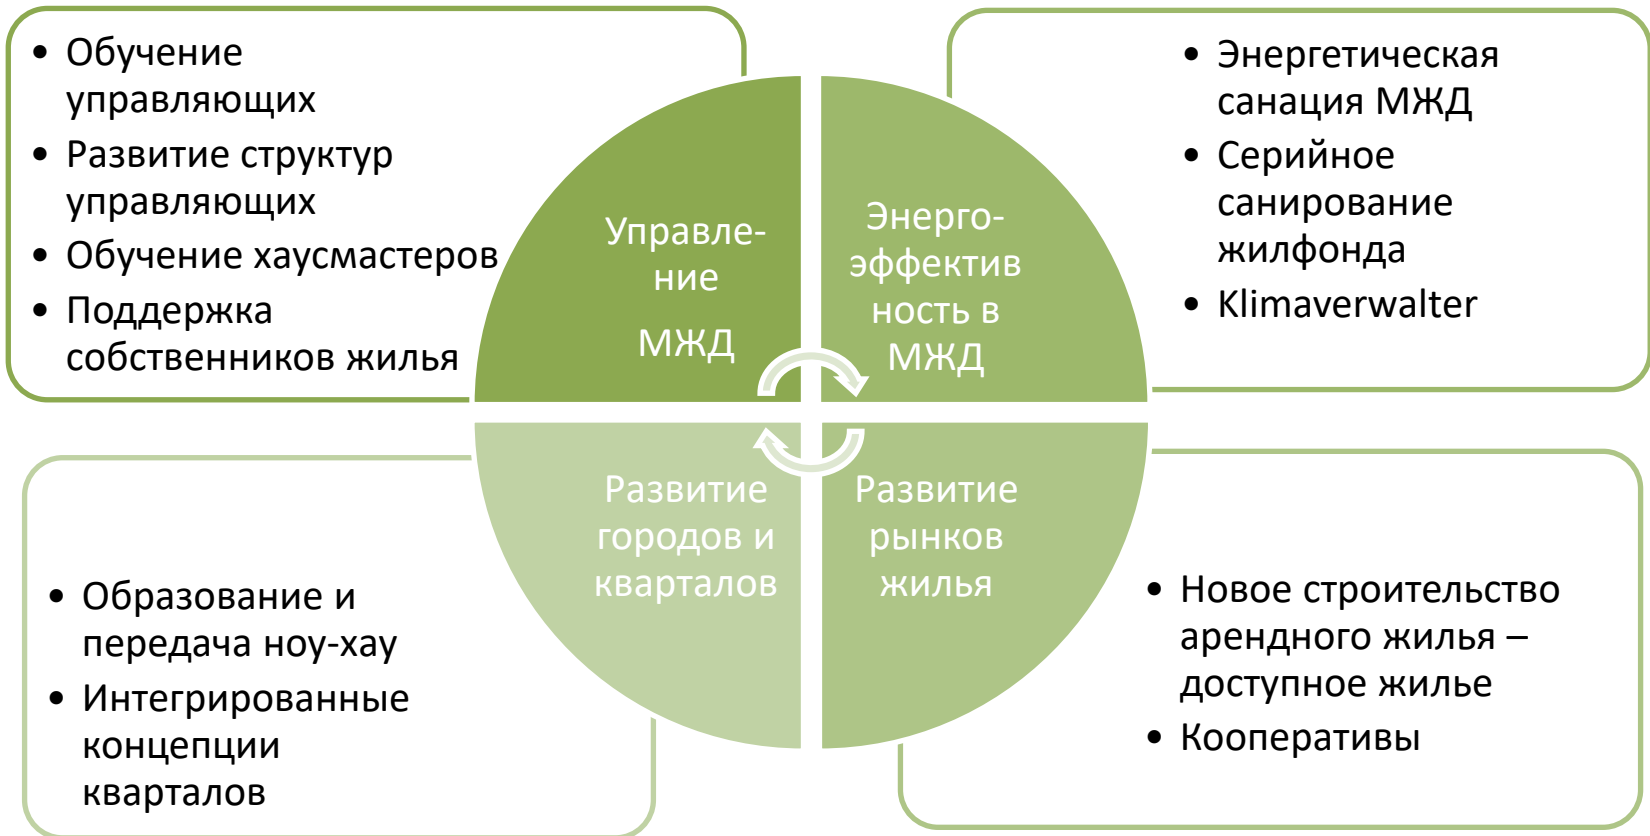 • Обучение
управляющих
• Развитие структур
управляющих
• Обучение хаусмастеров
• Поддержка
собственников жилья
Управле-
ние
МЖД
Энерго-
эффектив
ность в
МЖД
• Энергетическая
санация МЖД
• Серийное
санирование
жилфонда
• Klimaverwalter
• Образование и
передача ноу-хау
• Интегрированные
концепции
кварталов
Развитие
городов и
кварталов
Развитие
рынков
жилья
• Новое строительство
арендного жилья –
доступное жилье
• Кооперативы